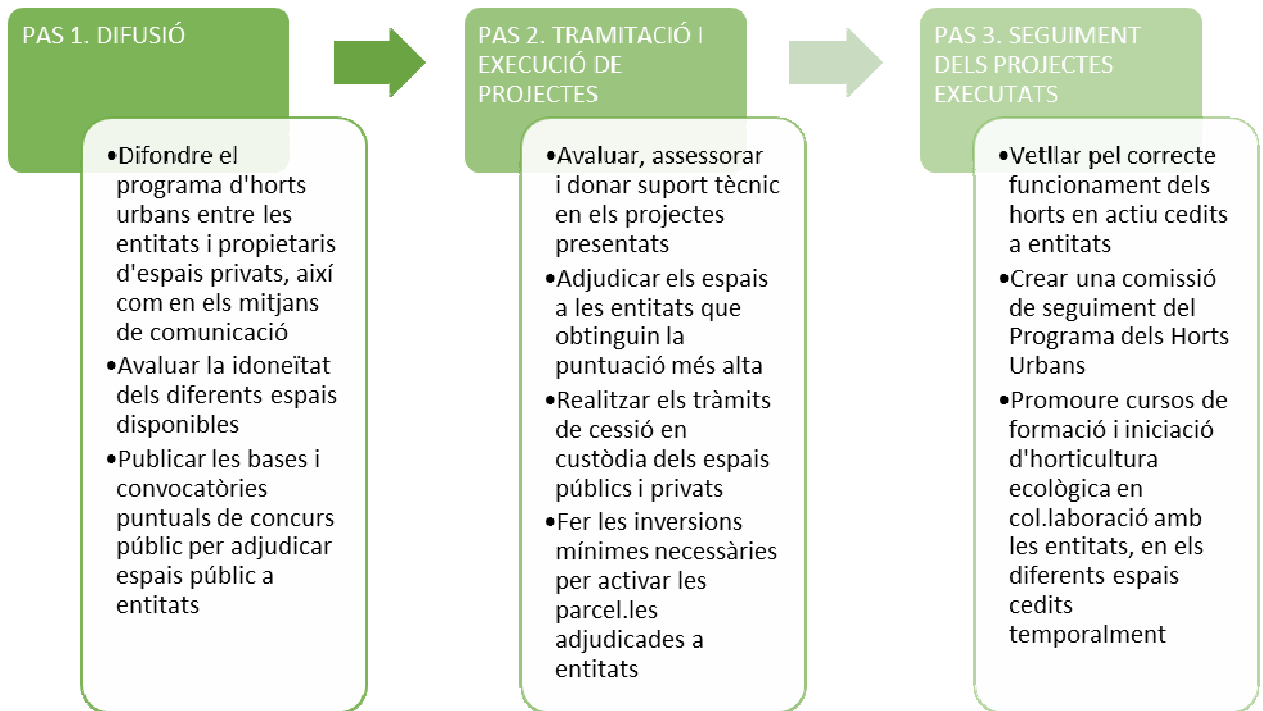 PAS 1. DIFUSIÓ
•Difondre el
programa d'horts
urbans entre les
entitats i propietaris
d'espais privats, així
com en els mitjans
de comunicació
•Avaluar la idoneïtat
dels diferents espais
disponibles
•Publicar les bases i
convocatòries
puntuals de concurs
públic per adjudicar
espais públic a
entitats
PAS 2. TRAMITACIÓ I
EXECUCIÓ DE
PROJECTES
•Avaluar, assessorar
i donar suport tècnic
en els projectes
presentats
•Adjudicar els espais
a les entitats que
obtinguin la
puntuació més alta
•Realitzar els tràmits
de cessió en
custòdia dels espais
públics i privats
•Fer les inversions
mínimes necessàries
per activar les
parcel.les
adjudicades a
entitats
PAS 3. SEGUIMENT
DELS PROJECTES
EXECUTATS
•Vetllar pel correcte
funcionament dels
horts en actiu cedits
a entitats
•Crear una comissió
de seguiment del
Programa dels Horts
Urbans
•Promoure cursos de
formació i iniciació
d'horticultura
ecològica en
col.laboració amb
les entitats, en els
diferents espais
cedits
temporalment